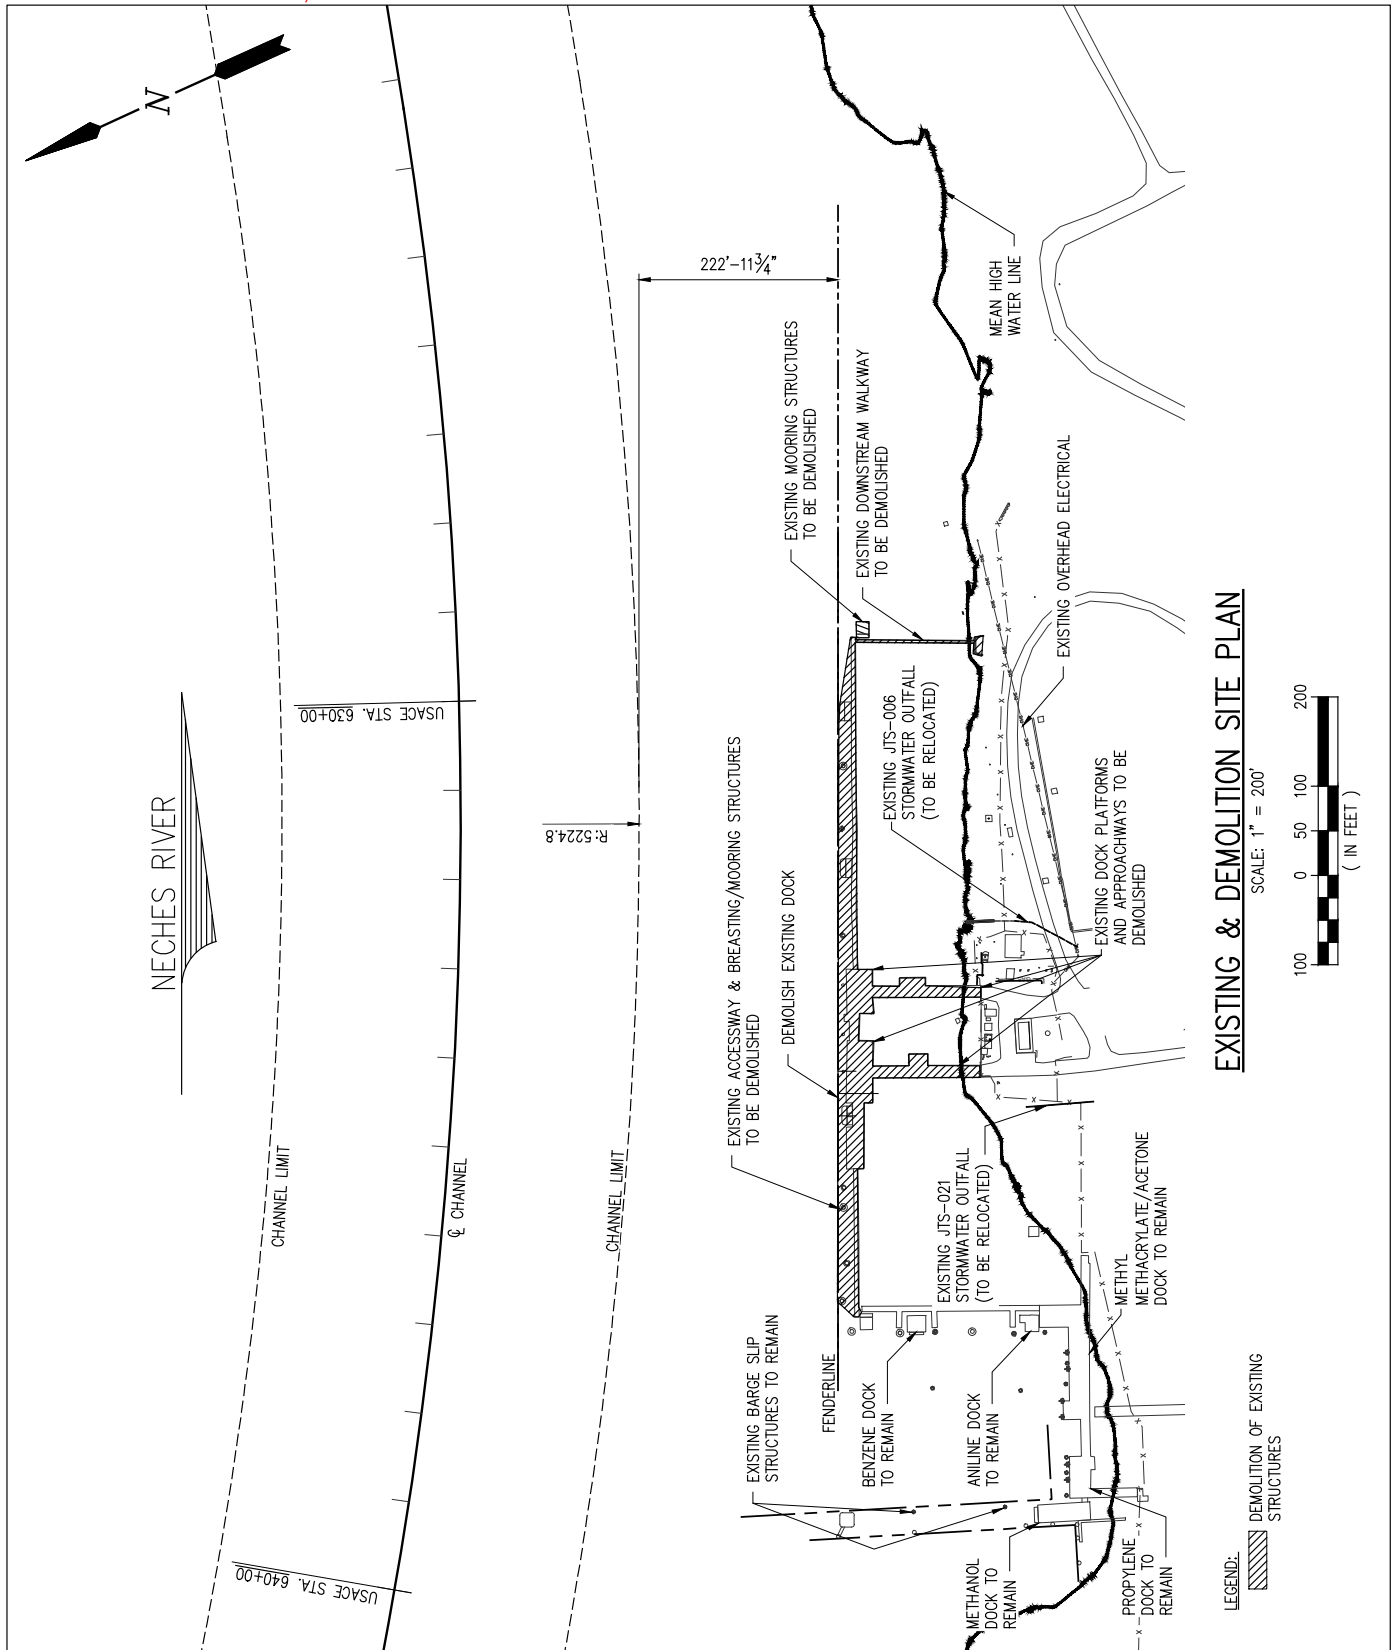 N
NECHES RIVER
USACE STA. 630+00
USACE STA. 640+00
CHANNEL LIMIT
℄ CHANNEL
CHANNEL LIMIT
R:5224.8
222'-11¾"
FENDERLINE
EXISTING BARGE SLIP
STRUCTURES TO REMAIN
EXISTING ACCESSWAY & BREASTING/MOORING STRUCTURES
TO BE DEMOLISHED
DEMOLISH EXISTING DOCK
EXISTING MOORING STRUCTURES
TO BE DEMOLISHED
EXISTING DOWNSTREAM WALKWAY
TO BE DEMOLISHED
MEAN HIGH
WATER LINE
BENZENE DOCK
TO REMAIN
ANILINE DOCK
TO REMAIN
EXISTING JTS-021
STORMWATER OUTFALL
(TO BE RELOCATED)
EXISTING JTS-006
STORMWATER OUTFALL
(TO BE RELOCATED)
EXISTING OVERHEAD ELECTRICAL
EXISTING DOCK PLATFORMS
AND APPROACHWAYS TO BE
DEMOLISHED
METHYL
METHACRYLATE/ACETONE
DOCK TO REMAIN
METHANOL
DOCK TO
REMAIN
PROPYLENE
DOCK TO
REMAIN
LEGEND:
DEMOLITION OF EXISTING
STRUCTURES
EXISTING & DEMOLITION SITE PLAN
SCALE: 1" = 200'
100 0 50 100 200
( IN FEET )